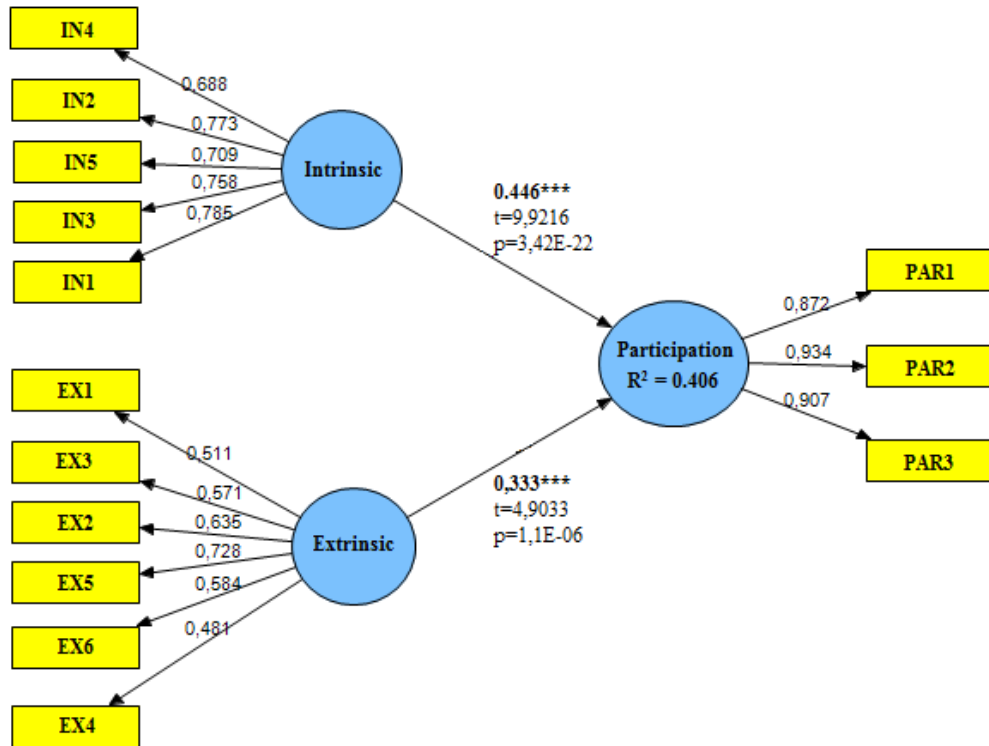 IN4
0,688
IN2
0,773
IN5
0,709
IN3
0,758
IN1
0,785
Intrinsic
0.446***
t=9,9216
p=3,42E-22
EX1
0,511
EX3
0,571
EX2
0,635
EX5
0,728
EX6
0,584
EX4
0,481
Extrinsic
0,333***
t=4,9033
p=1,1E-06
Participation
R² = 0.406
PAR1
0,872
PAR2
0,934
PAR3
0,907